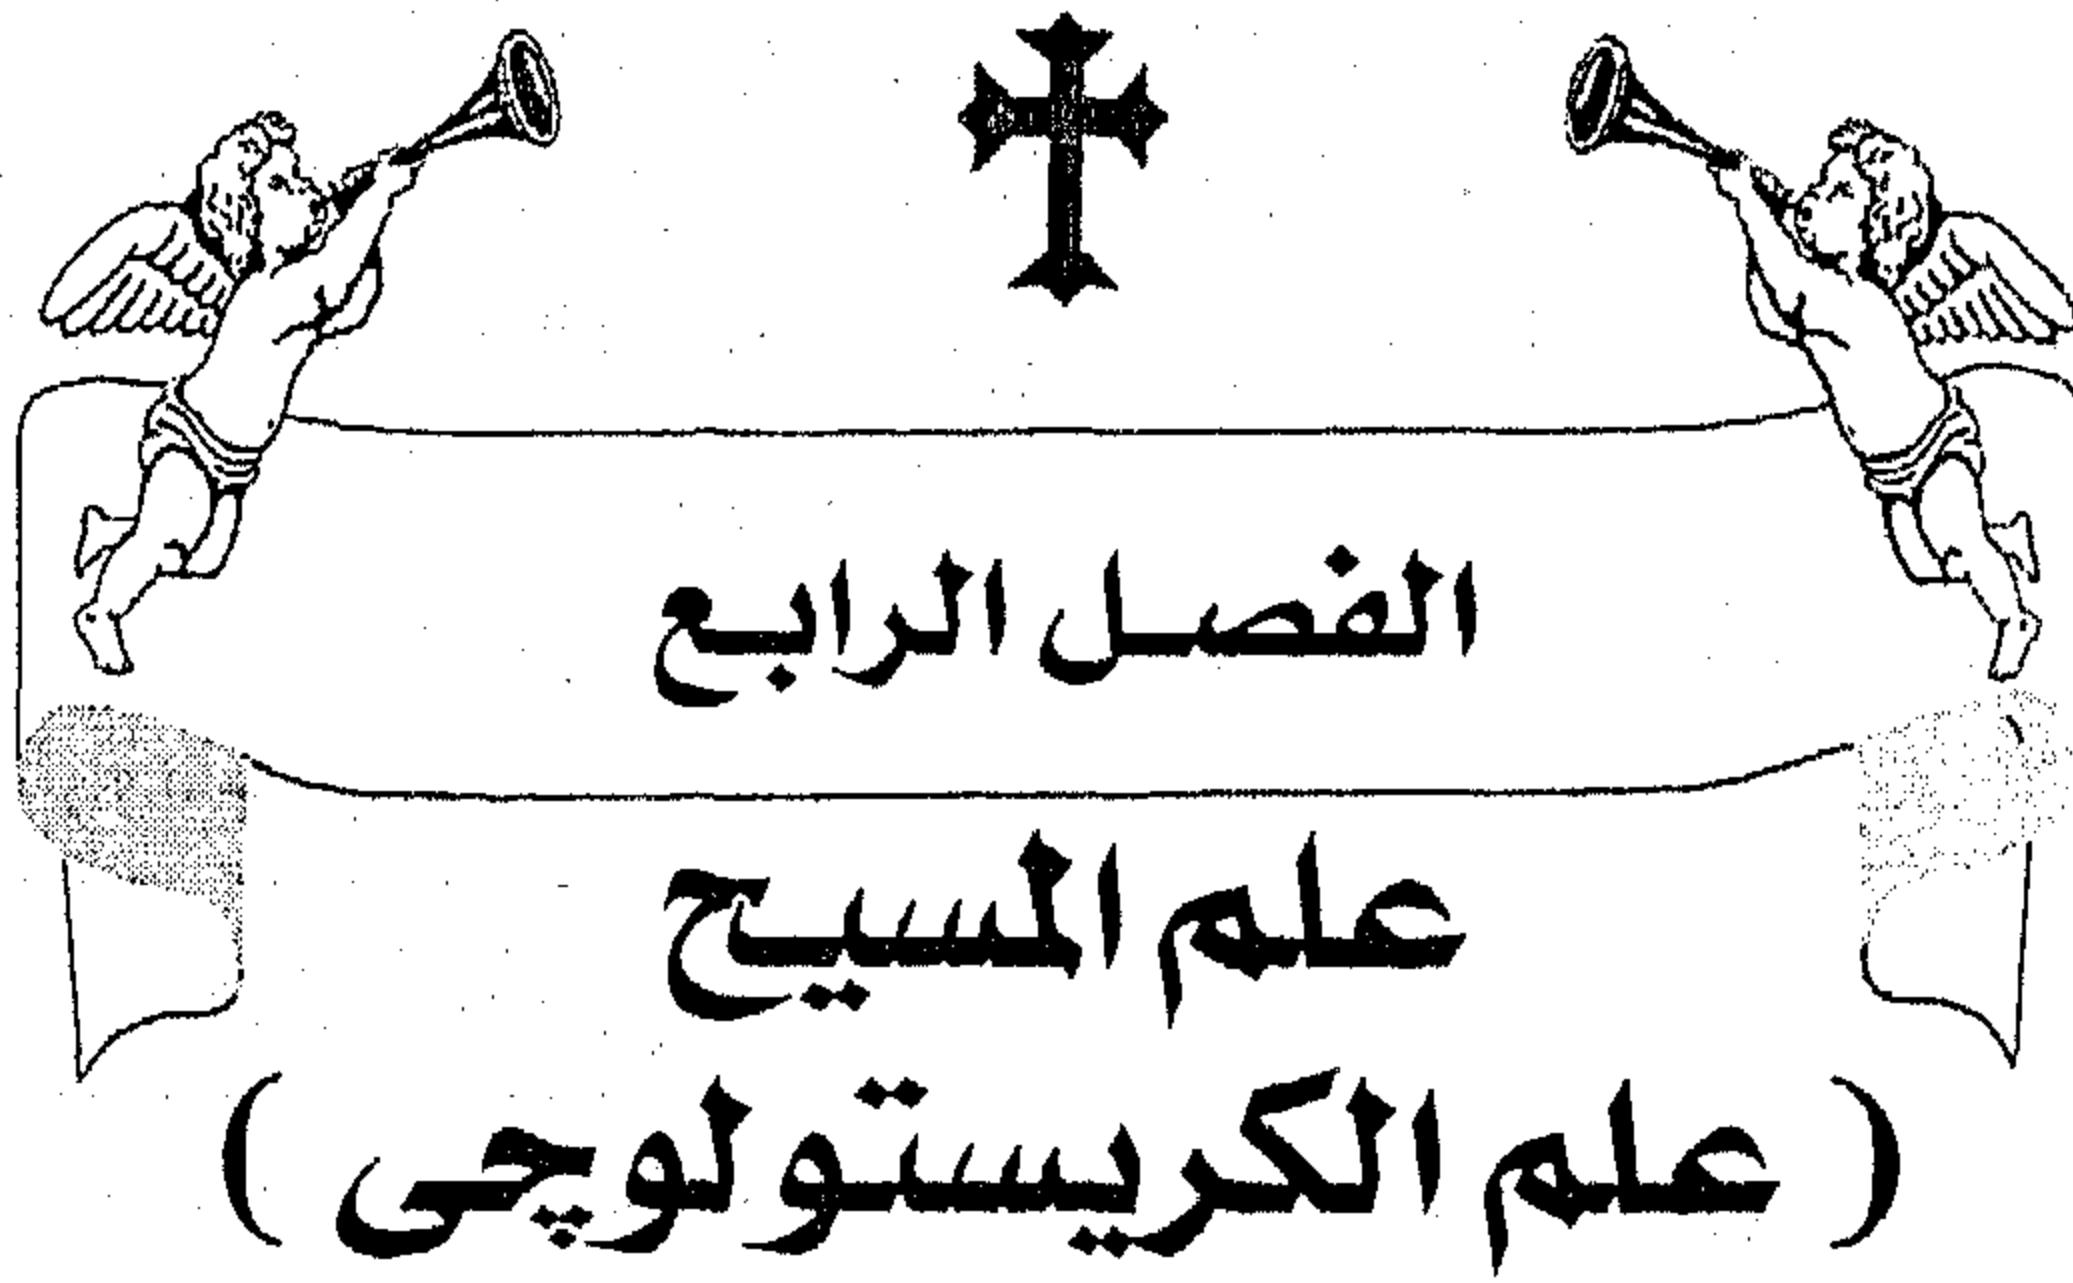 الفصل الرابع
علم المسيح
( علم الكريستولوچى )